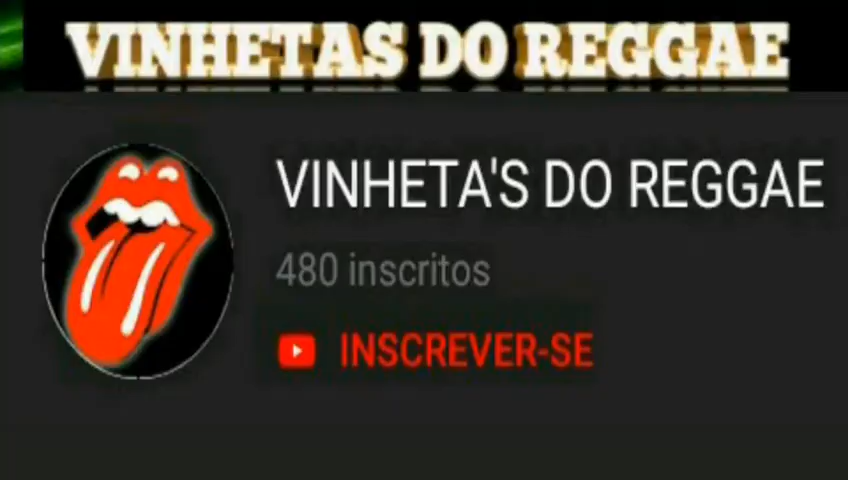 VINHETAS DO REGGAE
VINHETA'S DO REGGAE
480 inscritos
INSCREVER-SE